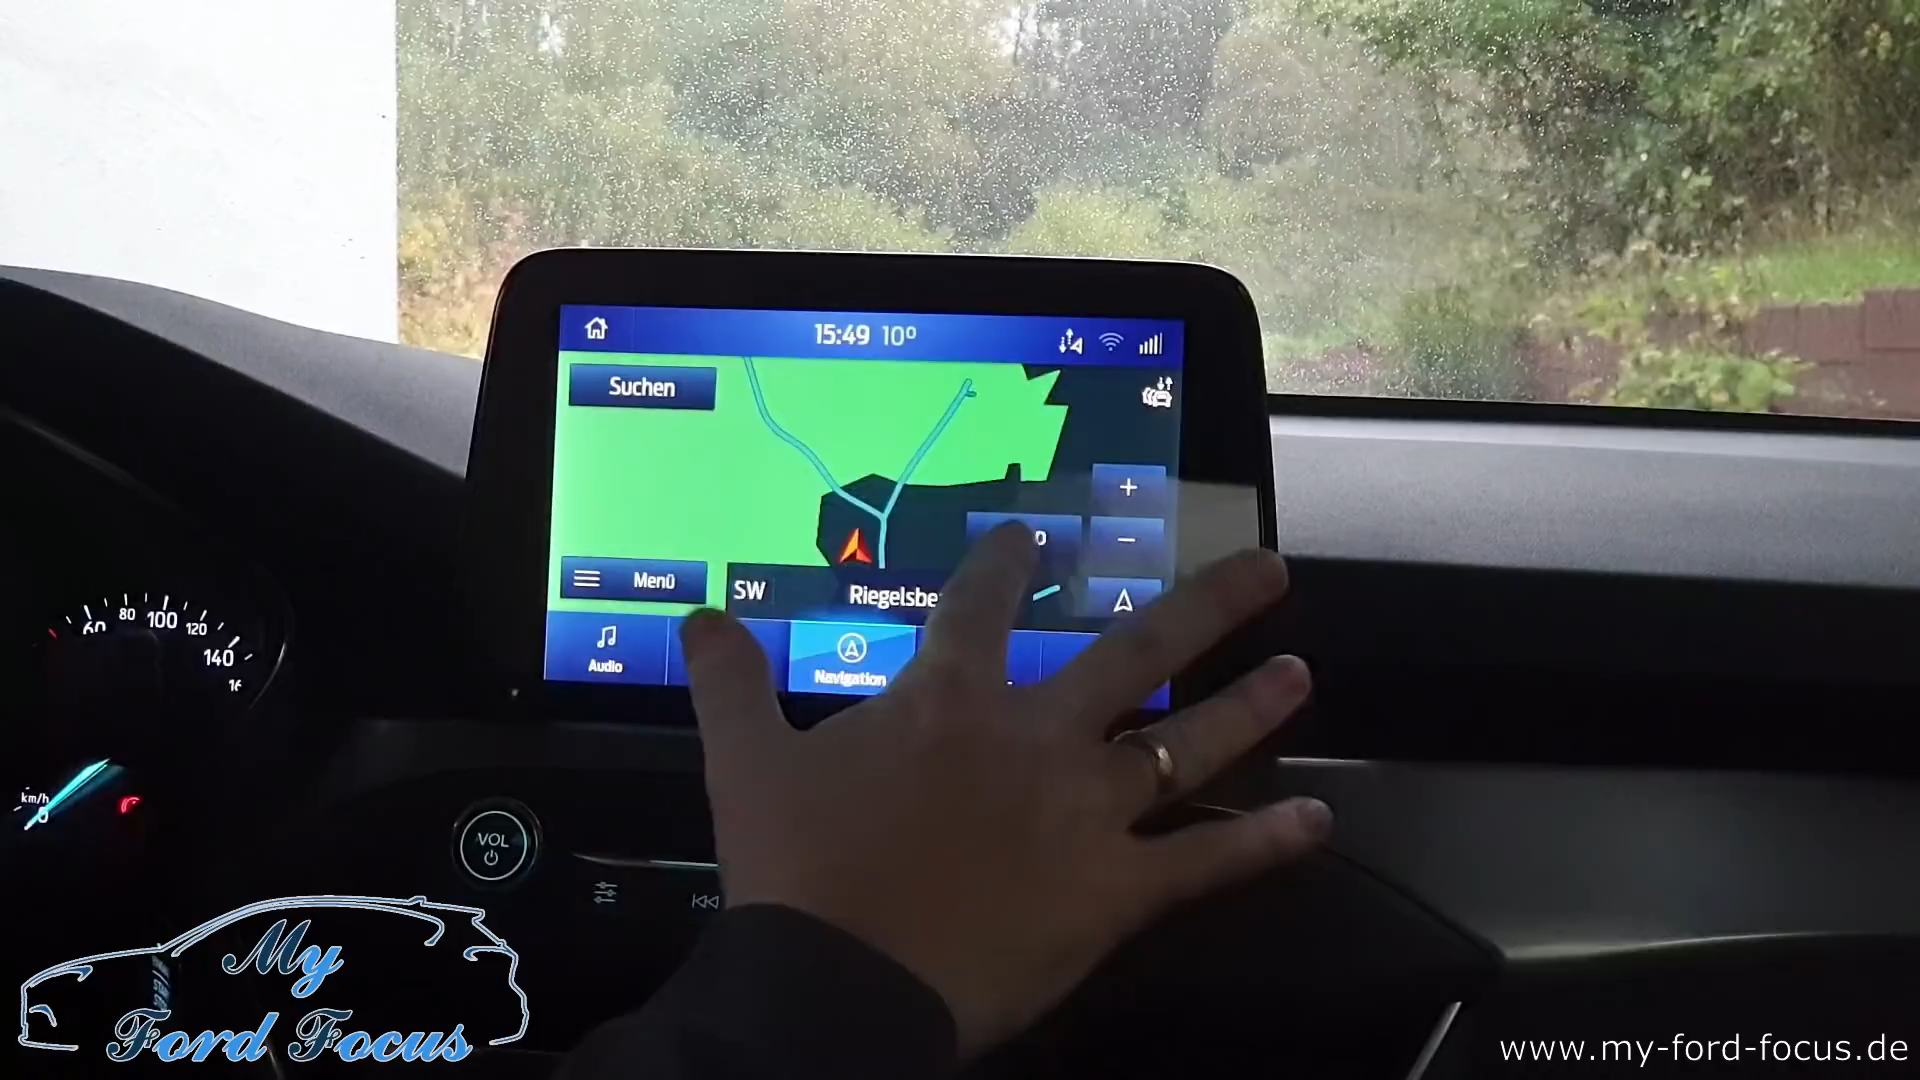 15:49 10°
Suchen
+
−
Menü
SW
Audio
Navigation
60 80 100 120 140
km/h
0
VOL
My
Ford Focus
www.my-ford-focus.de